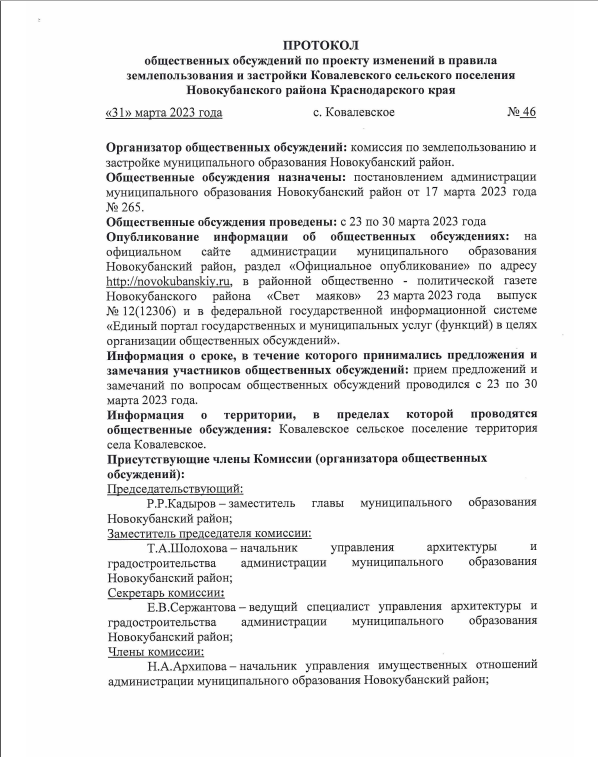 ПРОТОКОЛ
общественных обсуждений по проекту изменений в правила
землепользования и застройки Ковалевского сельского поселения
Новокубанского района Краснодарского края
«31» марта 2023 года с. Ковалевское № 46
Организатор общественных обсуждений: комиссия по землепользованию и
застройке муниципального образования Новокубанский район.
Общественные обсуждения назначены: постановлением администрации
муниципального образования Новокубанский район от 17 марта 2023 года
№ 265.
Общественные обсуждения проведены: с 23 по 30 марта 2023 года
Опубликование информации об общественных обсуждениях: на
официальном сайте администрации муниципального образования
Новокубанский район, раздел «Официальное опубликование» по адресу
http://novokubanskiy.ru, в районной общественно - политической газете
Новокубанского района «Свет маяков» 23 марта 2023 года выпуск
№ 12(12306) и в федеральной государственной информационной системе
«Единый портал государственных и муниципальных услуг (функций) в целях
организации общественных обсуждений».
Информация о сроке, в течение которого принимались предложения и
замечания участников общественных обсуждений: прием предложений и
замечаний по вопросам общественных обсуждений проводился с 23 по 30
марта 2023 года.
Информация о территории, в пределах которой проводятся
общественные обсуждения: Ковалевское сельское поселение территория
села Ковалевское.
Присутствующие члены Комиссии (организатора общественных
обсуждений):
Председательствующий:
Р.Р.Кадыров – заместитель главы муниципального образования
Новокубанский район;
Заместитель председателя комиссии:
Т.А.Шолохова – начальник управления архитектуры и
градостроительства администрации муниципального образования
Новокубанский район;
Секретарь комиссии:
Е.В.Сержантова – ведущий специалист управления архитектуры и
градостроительства администрации муниципального образования
Новокубанский район;
Члены комиссии:
Н.А.Архипова – начальник управления имущественных отношений
администрации муниципального образования Новокубанский район;